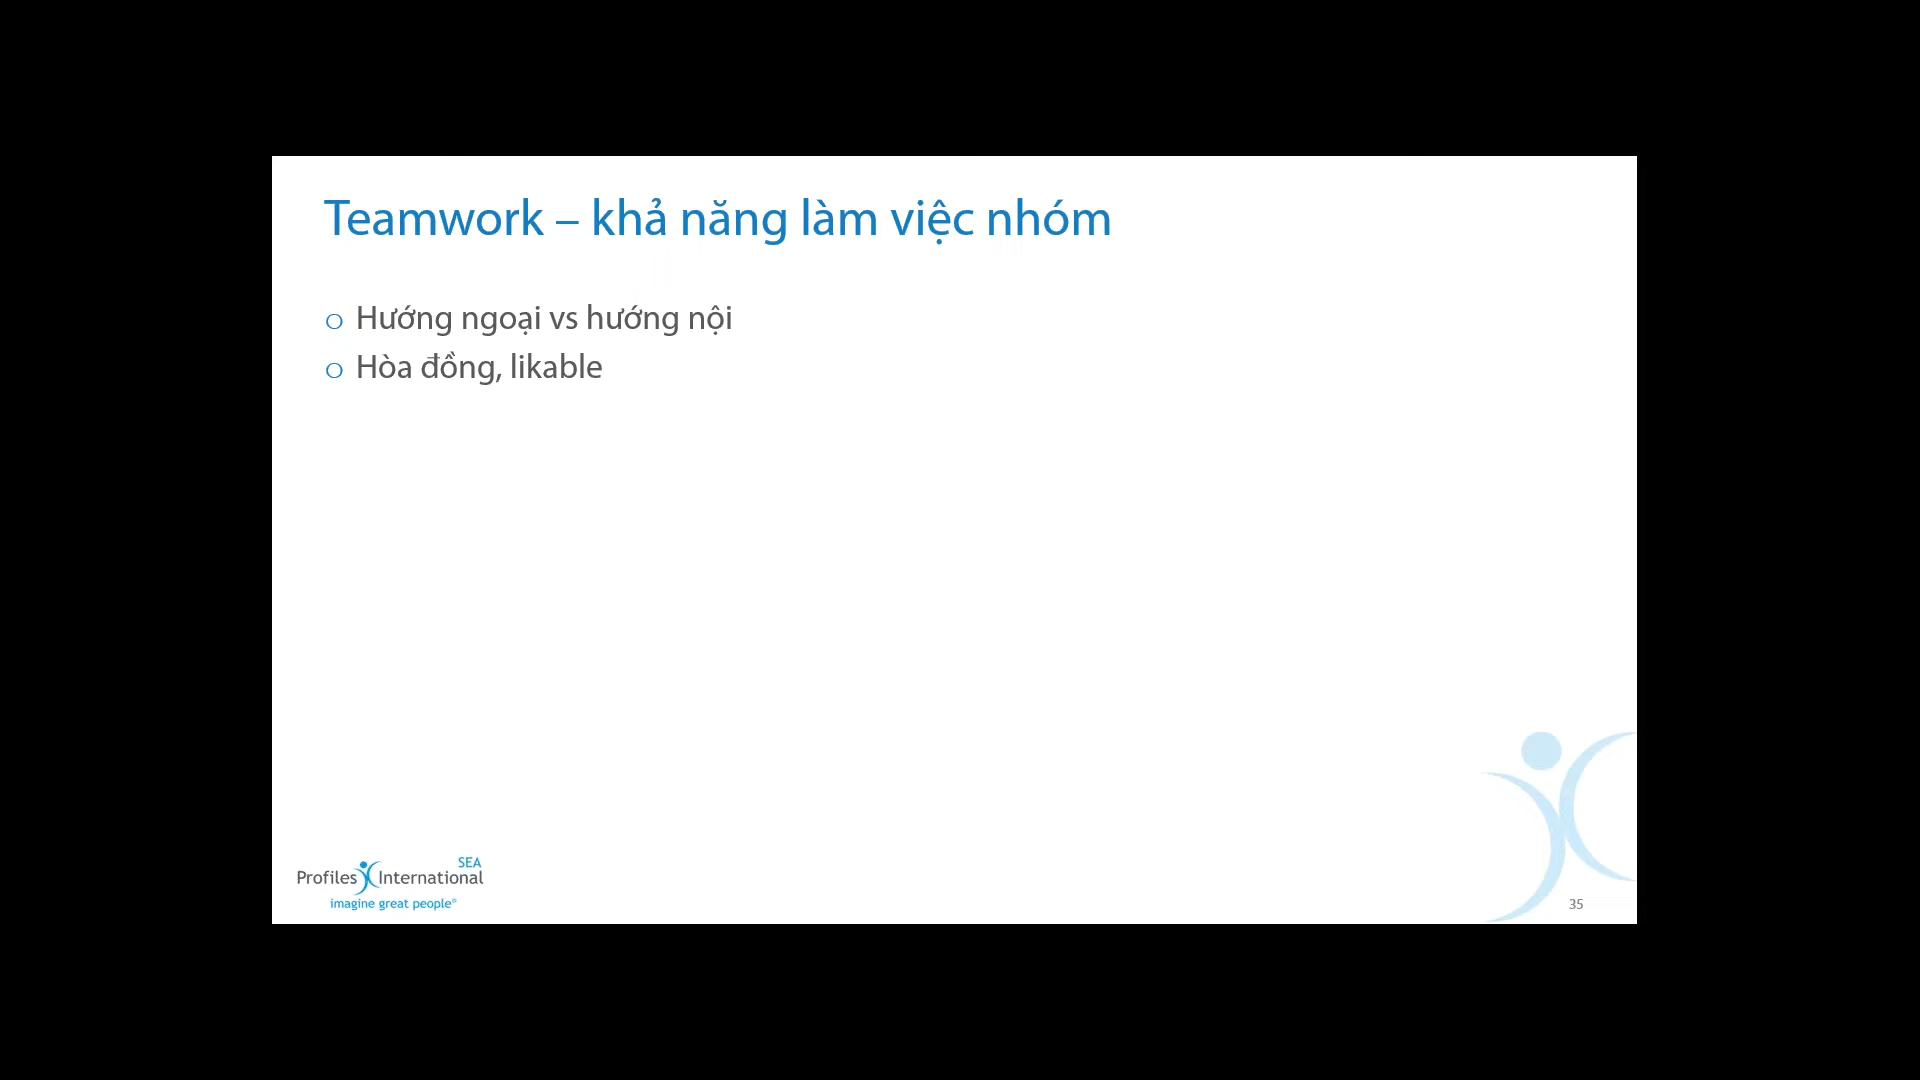 Teamwork – khả năng làm việc nhóm
o Hướng ngoại vs hướng nội
o Hòa đồng, likable
SEA
Profiles International
imagine great people®
35